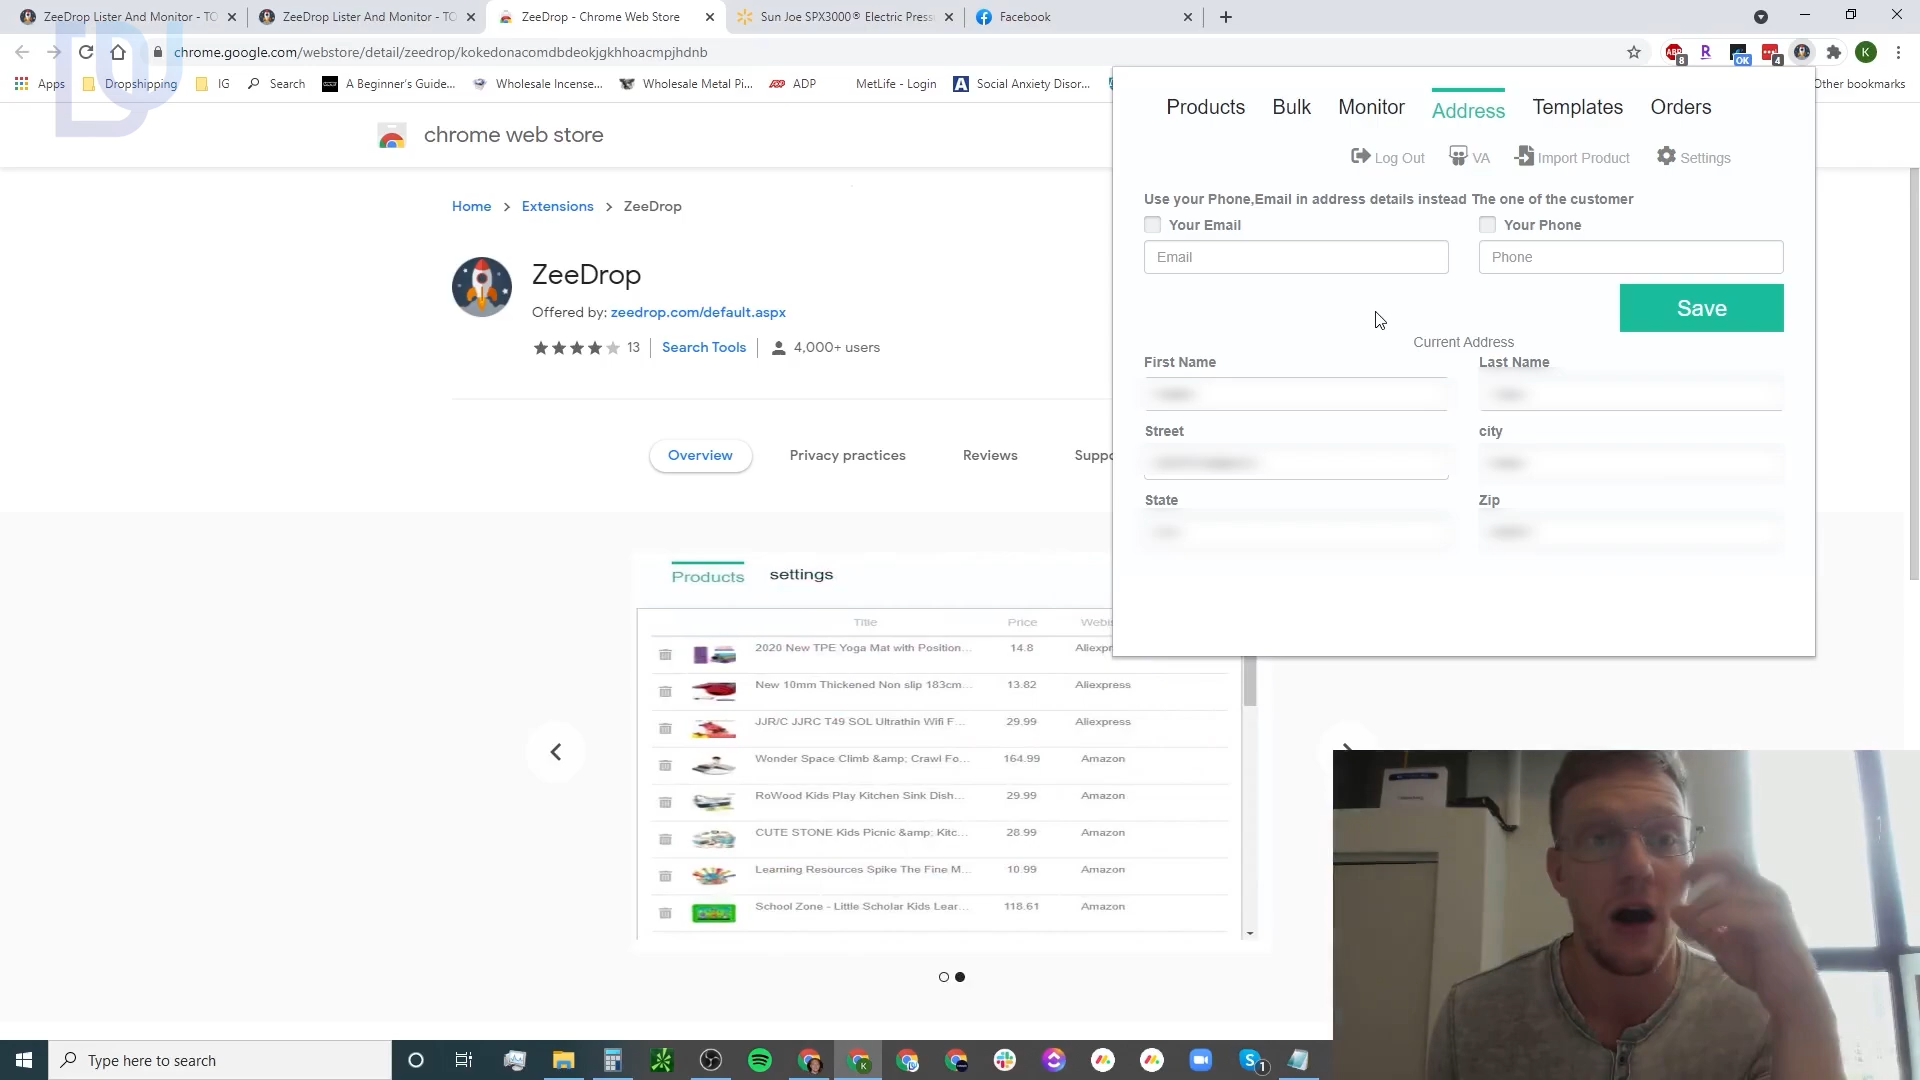 ZeeDrop Lister And Monitor - TO
ZeeDrop Lister And Monitor - TO
ZeeDrop - Chrome Web Store
Sun Joe SPX3000® Electric Press
Facebook
chrome.google.com/webstore/detail/zeedrop/kokedonacomdbdeokjgkhhoacmpjhdnb
Apps
Dropshipping
IG
Search
A Beginner's Guide...
Wholesale Incense...
Wholesale Metal Pi...
ADP
MetLife - Login
Social Anxiety Disor...
Other bookmarks
chrome web store
Home > Extensions > ZeeDrop
ZeeDrop
Offered by: zeedrop.com/default.aspx
13 Search Tools 4,000+ users
Overview Privacy practices Reviews Suppo
Products settings
Title Price Webi
2020 New TPE Yoga Mat with Position... 14.8 Aliexpr
New 10mm Thickened Non slip 183cm... 13.82 Aliexpress
JJR/C JJRC T49 SOL Ultrathin Wifi F... 29.99 Aliexpress
Wonder Space Climb &amp; Crawl Fo... 164.99 Amazon
RoWood Kids Play Kitchen Sink Dish... 29.99 Amazon
CUTE STONE Kids Picnic &amp; Kitc... 28.99 Amazon
Learning Resources Spike The Fine M... 10.99 Amazon
School Zone - Little Scholar Kids Lear... 118.61 Amazon
Products Bulk Monitor Address Templates Orders
Log Out VA Import Product Settings
Use your Phone,Email in address details instead The one of the customer
Your Email Your Phone
Email Phone
Save
Current Address
First Name Last Name
Street city
State Zip
Type here to search